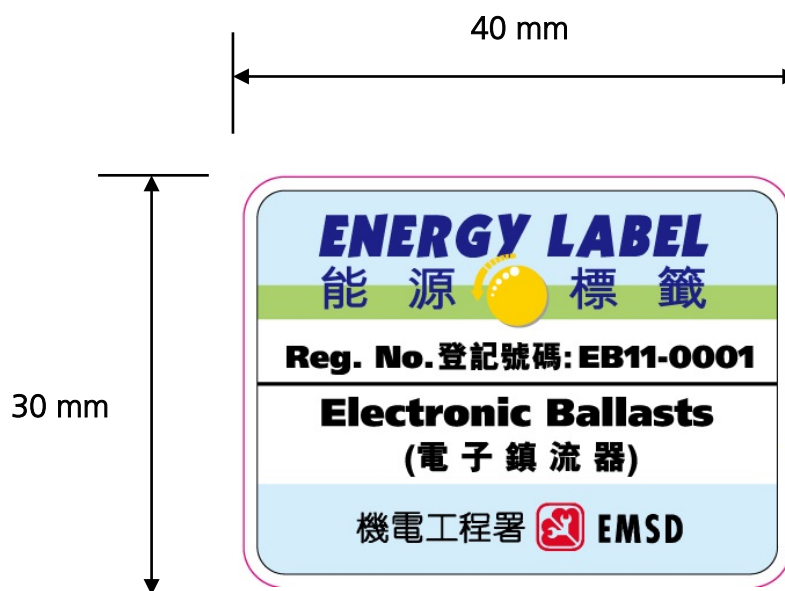 40 mm
ENERGY LABEL
能源標籤
Reg. No.登記號碼: EB11-0001
30 mm
Electronic Ballasts
(電子鎮流器)
機電工程署 EMSD